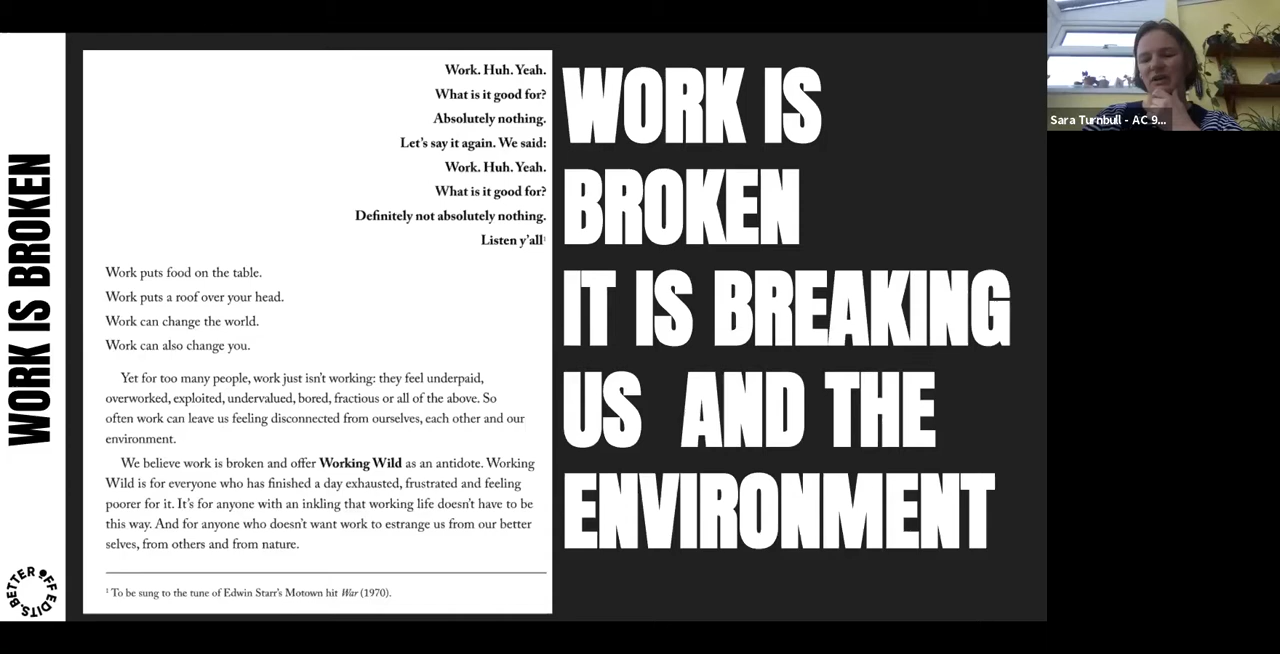 WORK IS BROKEN
Work. Huh. Yeah.
What is it good for?
Absolutely nothing.
Let’s say it again. We said:
Work. Huh. Yeah.
What is it good for?
Definitely not absolutely nothing.
Listen y’all¹
Work puts food on the table.
Work puts a roof over your head.
Work can change the world.
Work can also change you.
Yet for too many people, work just isn’t working: they feel underpaid,
overworked, exploited, undervalued, bored, fractious or all of the above. So
often work can leave us feeling disconnected from ourselves, each other and our
environment.
We believe work is broken and offer Working Wild as an antidote. Working
Wild is for everyone who has finished a day exhausted, frustrated and feeling
poorer for it. It’s for anyone with an inkling that working life doesn’t have to be
this way. And for anyone who doesn’t want work to estrange us from our better
selves, from others and from nature.
¹ To be sung to the tune of Edwin Starr’s Motown hit War (1970).
WORK IS
BROKEN
IT IS BREAKING
US AND THE
ENVIRONMENT
BETTER OFF EDITS.
Sara Turnbull - AC 9...